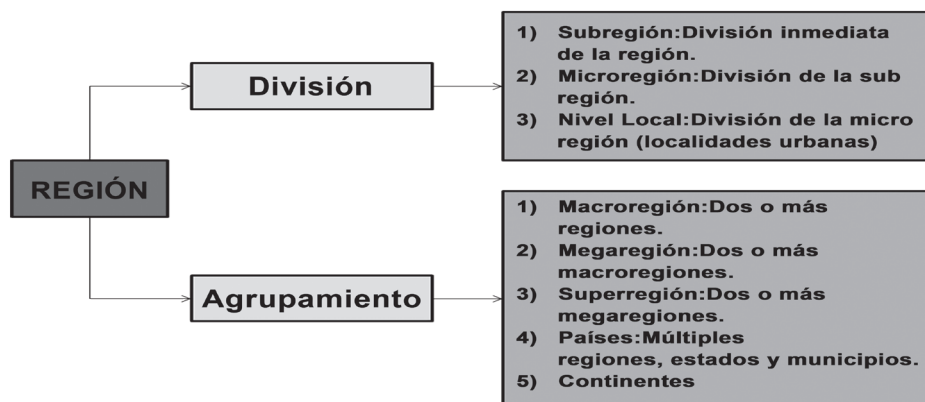 REGIÓN
División
1) Subregión:División inmediata
de la región.
2) Microregión:División de la sub
región.
3) Nivel Local:División de la micro
región (localidades urbanas)
Agrupamiento
1) Macroregión:Dos o más
regiones.
2) Megaregión:Dos o más
macroregiones.
3) Superregión:Dos o más
megaregiones.
4) Países:Múltiples
regiones, estados y municipios.
5) Continentes